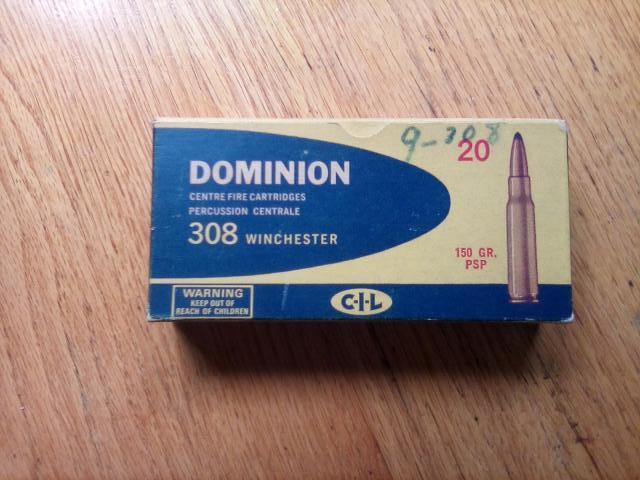 9-308
20
DOMINION
CENTRE FIRE CARTRIDGES
PERCUSSION CENTRALE
308 WINCHESTER
150 GR.
PSP
WARNING
KEEP OUT OF
REACH OF CHILDREN
C-I-L